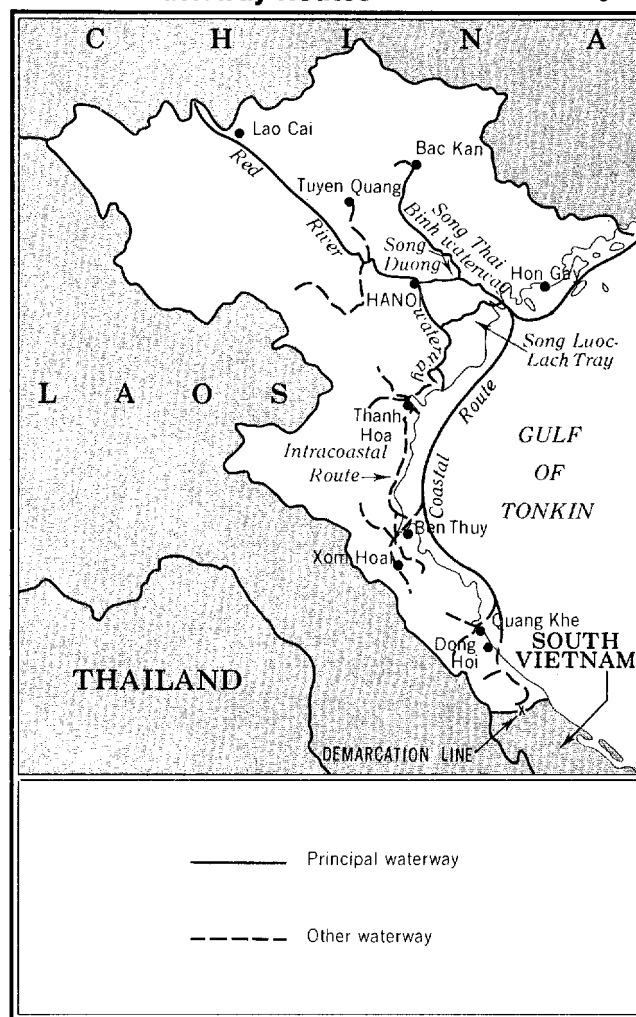 Routes
C H I N A
Lao Cai
Bac Kan
Red
River
Tuyen Quang
Song Thai
Binh waterway
Song
Duong
Hon Gay
HANOI
waterway
Song Luoc-
Lach Tray
L A O S
Thanh
Hoa
Route
Coastal
Intracoastal
Route
GULF
OF
TONKIN
Ben Thuy
Xom Hoai
Quang Khe
Dong
Hoi
SOUTH
VIETNAM
THAILAND
DEMARCATION LINE
Principal waterway
Other waterway